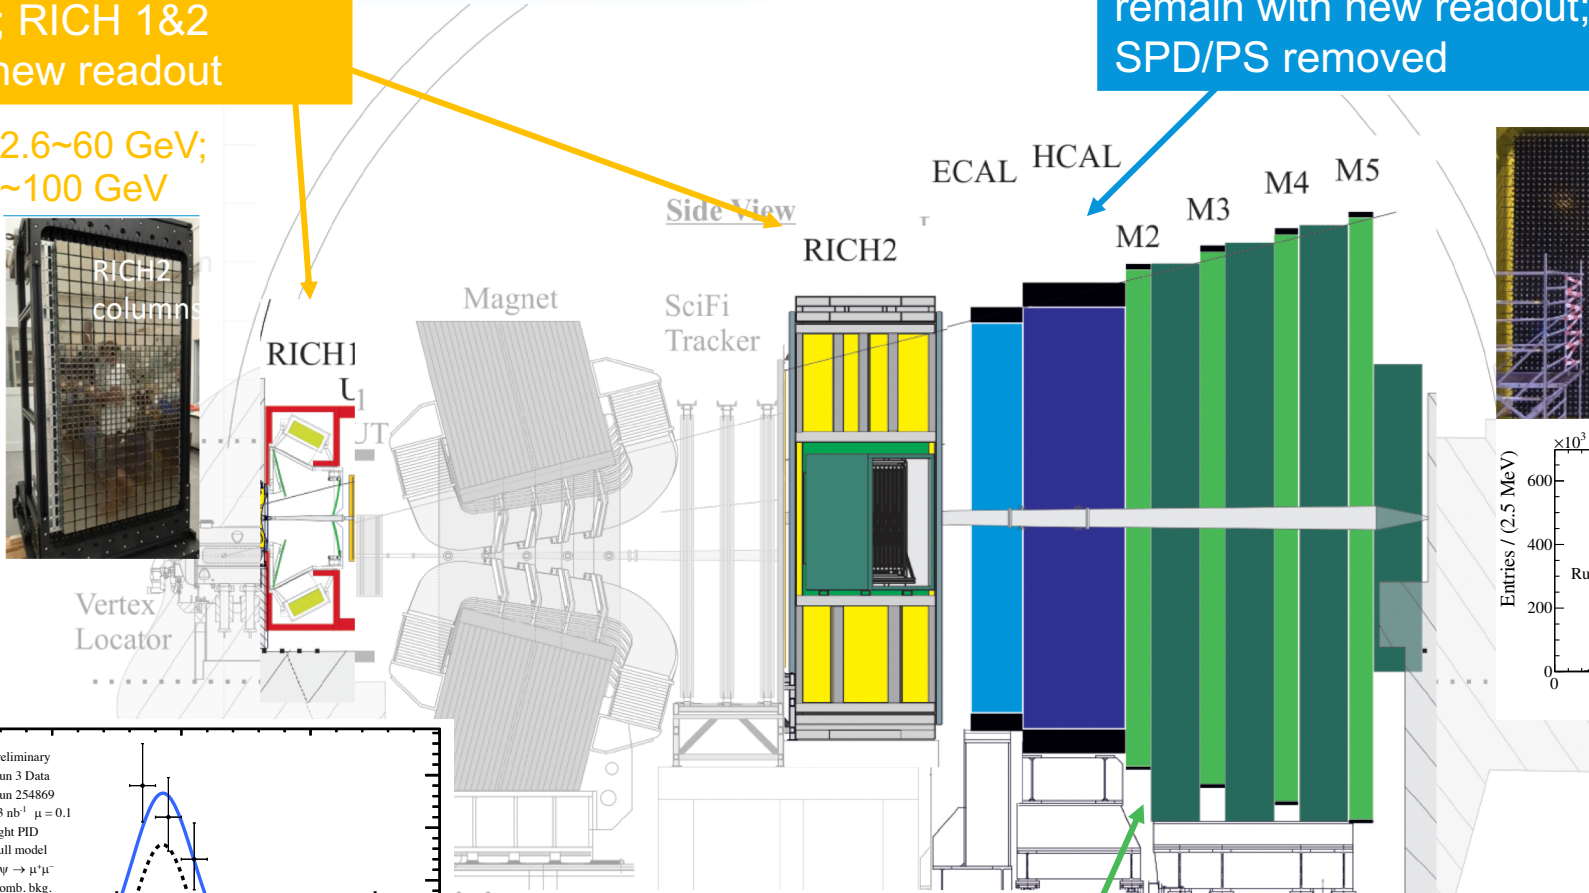 ; RICH 1&2
new readout
remain with new readout;
SPD/PS removed
2.6~60 GeV;
~100 GeV
RICH2
columns
Side View
ECAL
HCAL
M2
M3
M4
M5
RICH2
Magnet
SciFi
Tracker
RICH1
UT
Vertex
Locator
×10³
Entries / (2.5 MeV)
600
400
200
0
0
Ru
reliminary
un 3 Data
un 254869
3 nb⁻¹ μ = 0.1
ght PID
ull model
ψ → μ⁺μ⁻
omb. bkg.